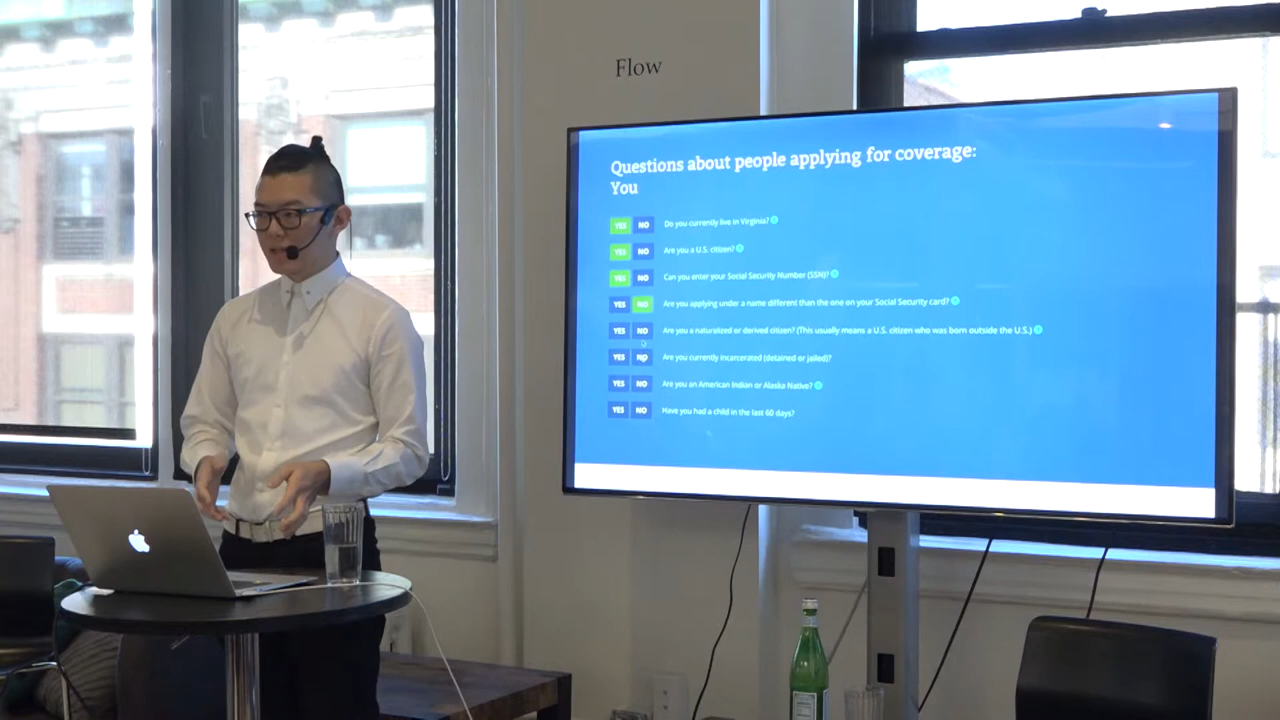 Flow
Questions about people applying for coverage:
You
YES NO Do you currently live in Virginia?
YES NO Are you a U.S. citizen?
YES NO Can you enter your Social Security Number (SSN)?
YES NO Are you applying under a name different than the one on your Social Security card?
YES NO Are you a naturalized or derived citizen? (This usually means a U.S. citizen who was born outside the U.S.)
YES NO Are you currently incarcerated (detained or jailed)?
YES NO Are you an American Indian or Alaska Native?
YES NO Have you had a child in the last 60 days?